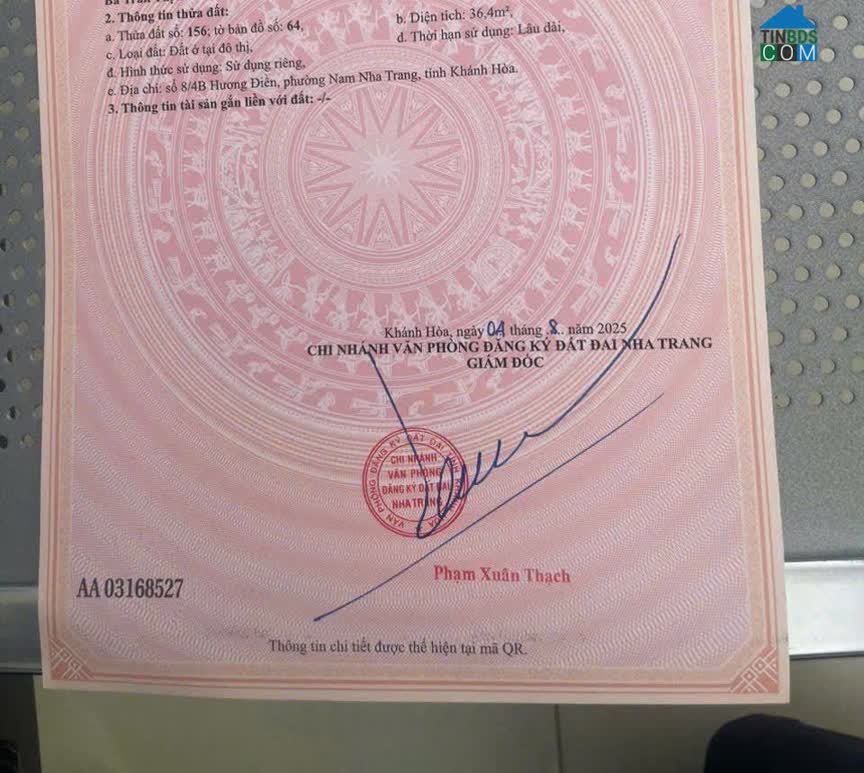 2. Thông tin thửa đất:
a. Thửa đất số: 156; tờ bản đồ số: 64,
b. Diện tích: 36,4m²,
c. Loại đất: Đất ở tại đô thị,
d. Thời hạn sử dụng: Lâu dài,
đ. Hình thức sử dụng: Sử dụng riêng,
e. Địa chỉ: số 8/4B Hương Điền, phường Nam Nha Trang, tỉnh Khánh Hòa.
3. Thông tin tài sản gắn liền với đất: -/-
TINBDS
COM
Khánh Hòa, ngày 04 tháng 8 năm 2025
CHI NHÁNH VĂN PHÒNG ĐĂNG KÝ ĐẤT ĐAI NHA TRANG
GIÁM ĐỐC
CHI NHÁNH
VĂN PHÒNG
ĐĂNG KÝ ĐẤT ĐAI
NHA TRANG
Phạm Xuân Thạch
AA 03168527
Thông tin chi tiết được thể hiện tại mã QR.